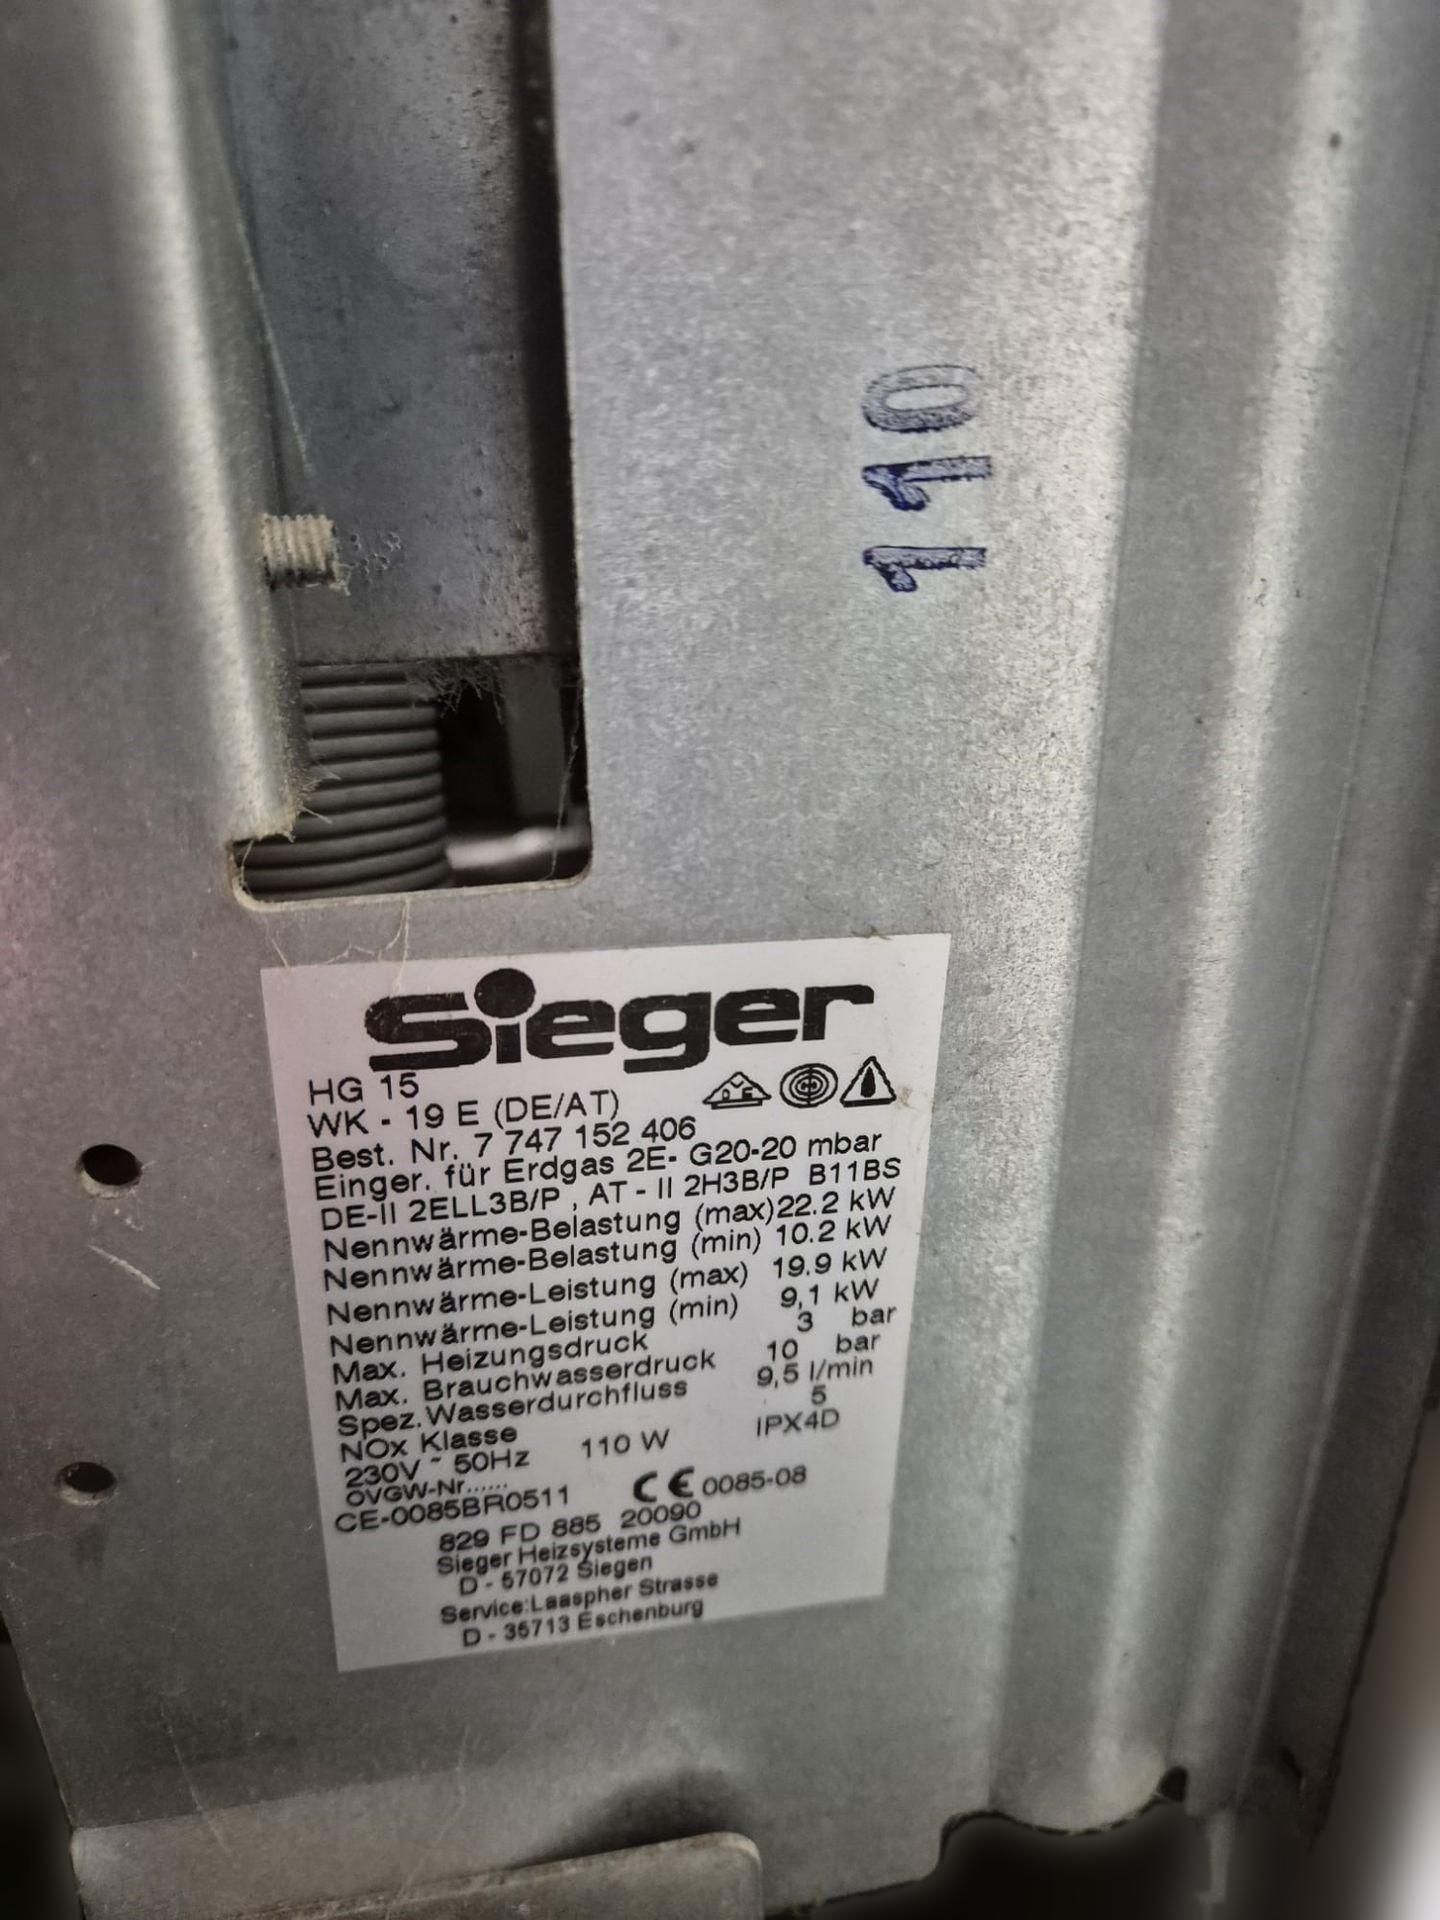 110
Sieger
HG 15
WK - 19 E (DE/AT)
Best. Nr. 7 747 152 406
Einger. für Erdgas 2E- G20-20 mbar
DE-II 2ELL3B/P , AT - II 2H3B/P B11BS
Nennwärme-Belastung (max)22.2 kW
Nennwärme-Belastung (min) 10.2 kW
Nennwärme-Leistung (max) 19.9 kW
Nennwärme-Leistung (min) 9,1 kW
Max. Heizungsdruck 3 bar
Max. Brauchwasserdruck 10 bar
Spez.Wasserdurchfluss 9,5 l/min
NOx Klasse 5
230V ~ 50Hz 110 W IPX4D
ÖVGW-Nr......
CE-0085BR0511 CE 0085-08
829 FD 885 20090
Sieger Heizsysteme GmbH
D - 57072 Siegen
Service:Laaspher Strasse
D - 35713 Eschenburg